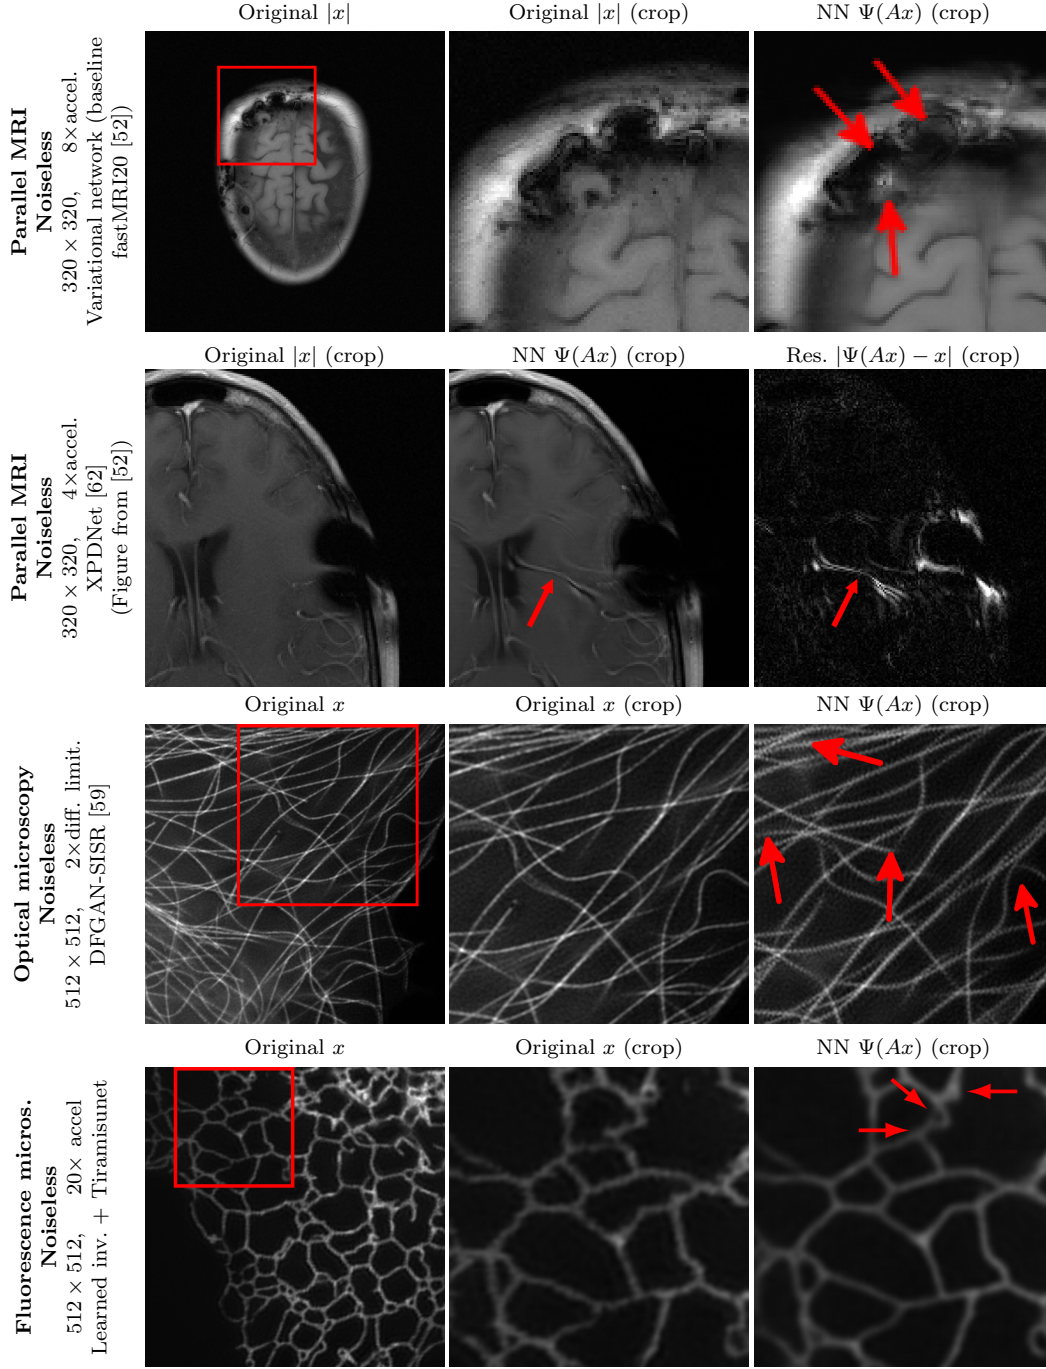 Original |x|
Original |x| (crop)
NN Ψ(Ax) (crop)
Parallel MRI
Noiseless
320 × 320, 8×accel.
Variational network (baseline
fastMRI20 [52])
Original |x| (crop)
NN Ψ(Ax) (crop)
Res. |Ψ(Ax) − x| (crop)
Parallel MRI
Noiseless
320 × 320, 4×accel.
XPDNet [62]
(Figure from [52])
Original x
Original x (crop)
NN Ψ(Ax) (crop)
Optical microscopy
Noiseless
512 × 512, 2×diff. limit.
DFGAN-SISR [59]
Original x
Original x (crop)
NN Ψ(Ax) (crop)
Fluorescence micros.
Noiseless
512 × 512, 20× accel
Learned inv. + Tiramisunet